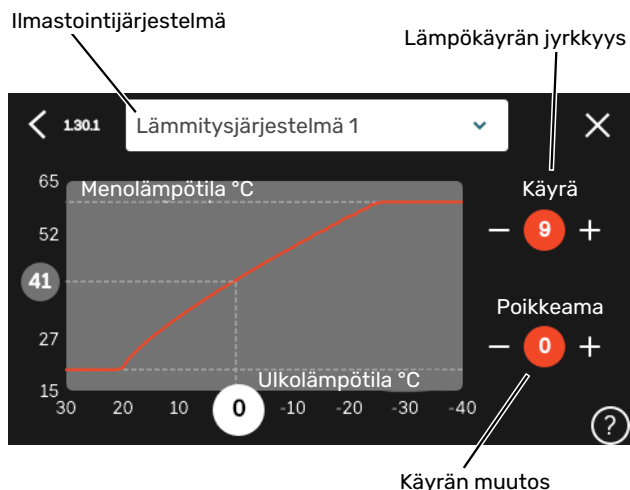 Ilmastointijärjestelmä
Lämpökäyrän jyrkkyys
1.30.1
Lämmitysjärjestelmä 1
65
Menolämpötila °C
Käyrä
52
− 9 +
41
Poikkeama
27
− 0 +
Ulkolämpötila °C
15
30 20 10 0 -10 -20 -30 -40
?
Käyrän muutos